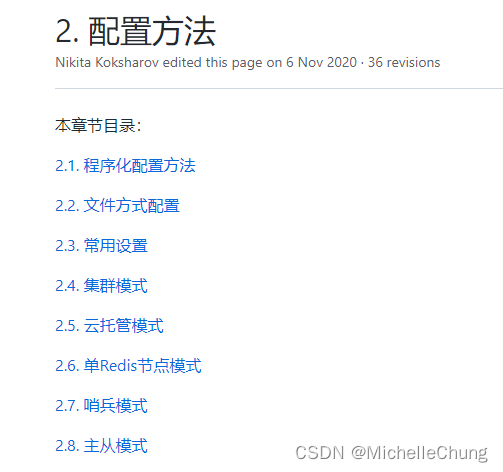 2. 配置方法
Nikita Koksharov edited this page on 6 Nov 2020 · 36 revisions
本章节目录：
2.1. 程序化配置方法
2.2. 文件方式配置
2.3. 常用设置
2.4. 集群模式
2.5. 云托管模式
2.6. 单Redis节点模式
2.7. 哨兵模式
2.8. 主从模式
CSDN @MichelleChung